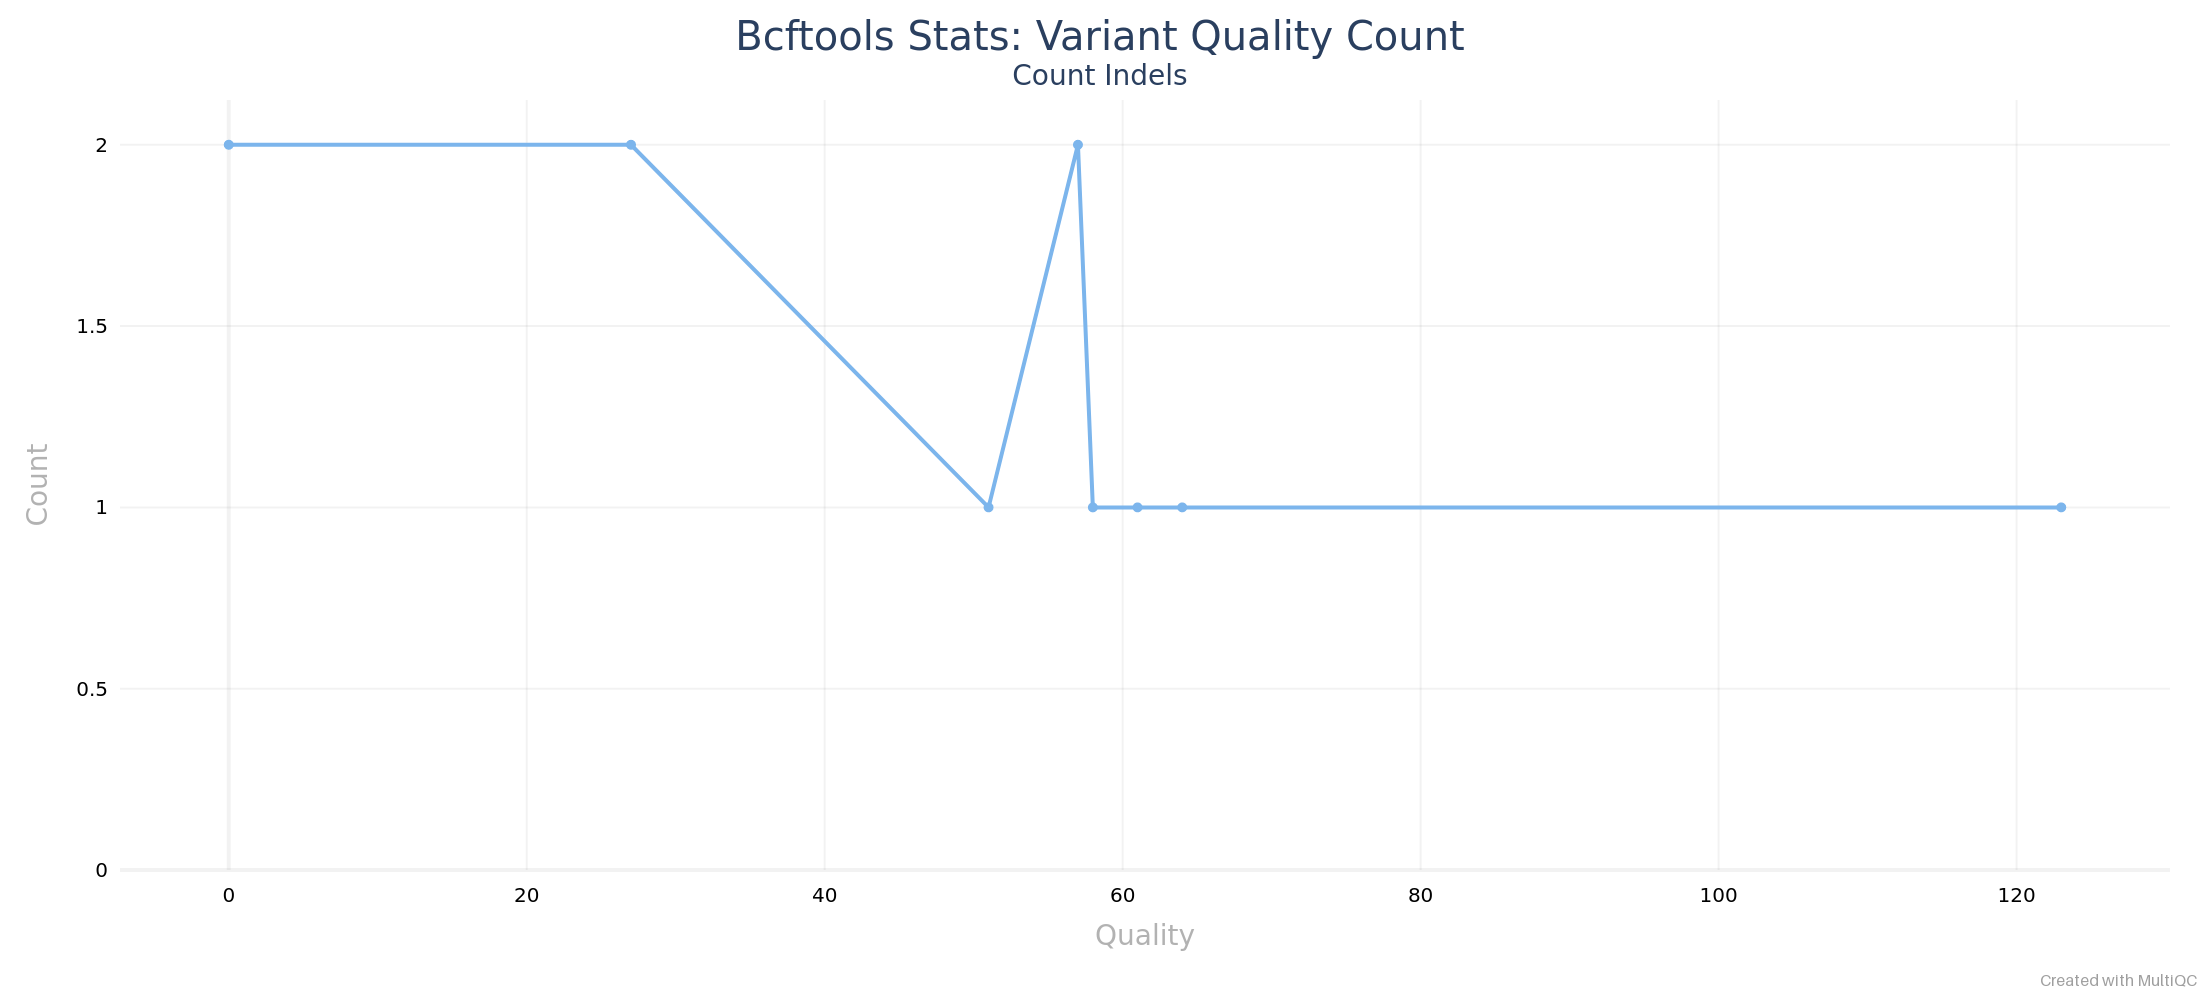 Bcftools Stats: Variant Quality Count
Count Indels
2
1.5
1
0.5
0
Count
0 20 40 60 80 100 120
Quality
Created with MultiQC